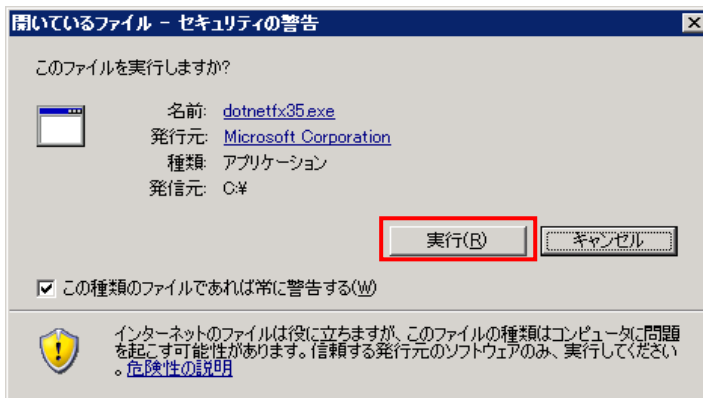 開いているファイル - セキュリティの警告
このファイルを実行しますか?
名前: dotnetfx35.exe
発行元: Microsoft Corporation
種類: アプリケーション
発信元: C:¥
実行(R)
キャンセル
この種類のファイルであれば常に警告する(W)
インターネットのファイルは役に立ちますが、このファイルの種類はコンピュータに問題
を起こす可能性があります。信頼する発行元のソフトウェアのみ、実行してください
。危険性の説明